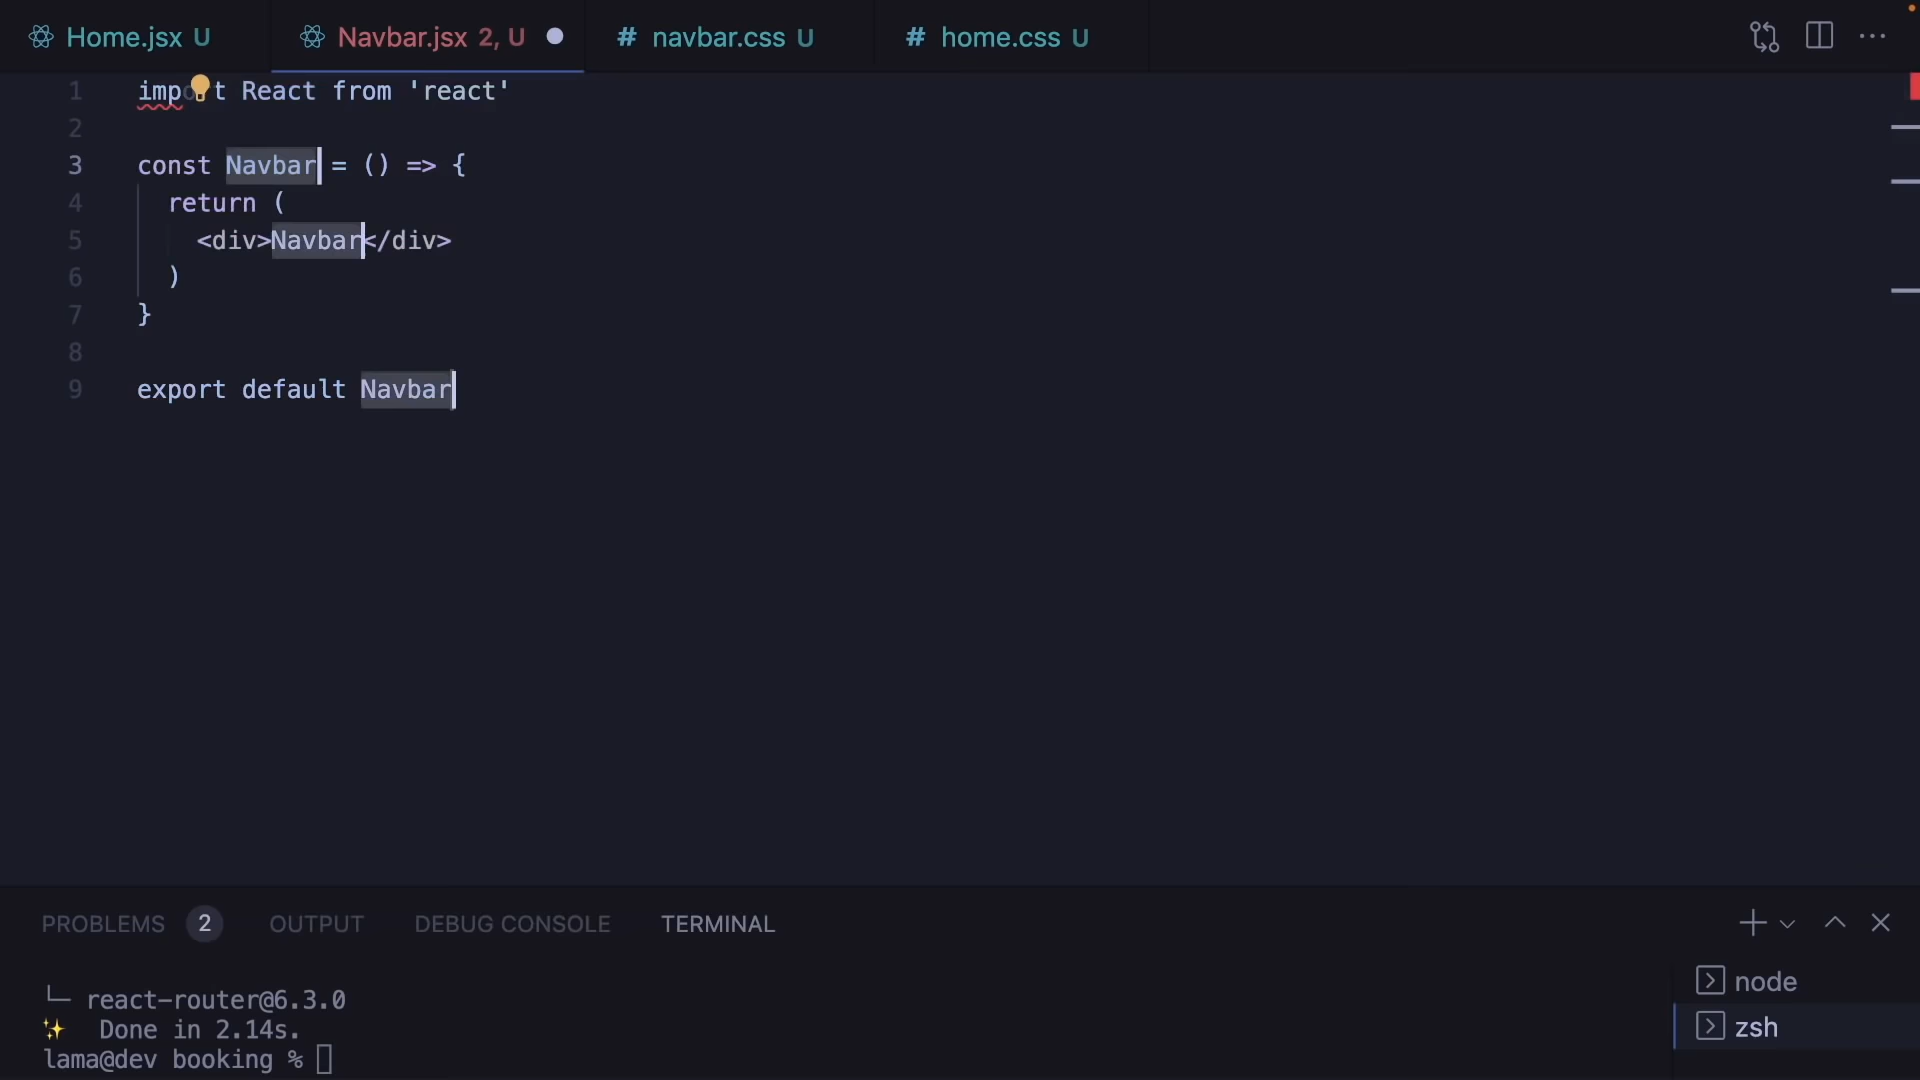 Home.jsx U
Navbar.jsx 2, U
# navbar.css U
# home.css U
1 import React from 'react'
2
3 const Navbar = () => {
4 return (
5 <div>Navbar</div>
6 )
7 }
8
9 export default Navbar
PROBLEMS 2 OUTPUT DEBUG CONSOLE TERMINAL
└─ react-router@6.3.0
✨ Done in 2.14s.
lama@dev booking %
node
zsh